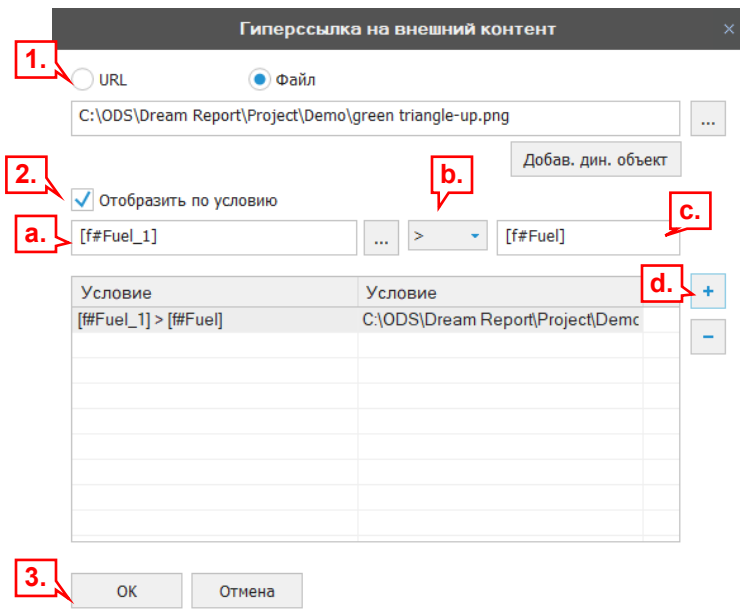 Гиперссылка на внешний контент ×
1.
URL Файл
C:\ODS\Dream Report\Project\Demo\green triangle-up.png ...
Добав. дин. объект
2.
b.
Отобразить по условию
c.
a.
[f#Fuel_1] ... > [f#Fuel]
d.
Условие Условие +
[f#Fuel_1] > [f#Fuel] C:\ODS\Dream Report\Project\Demo
−
3.
OK Отмена